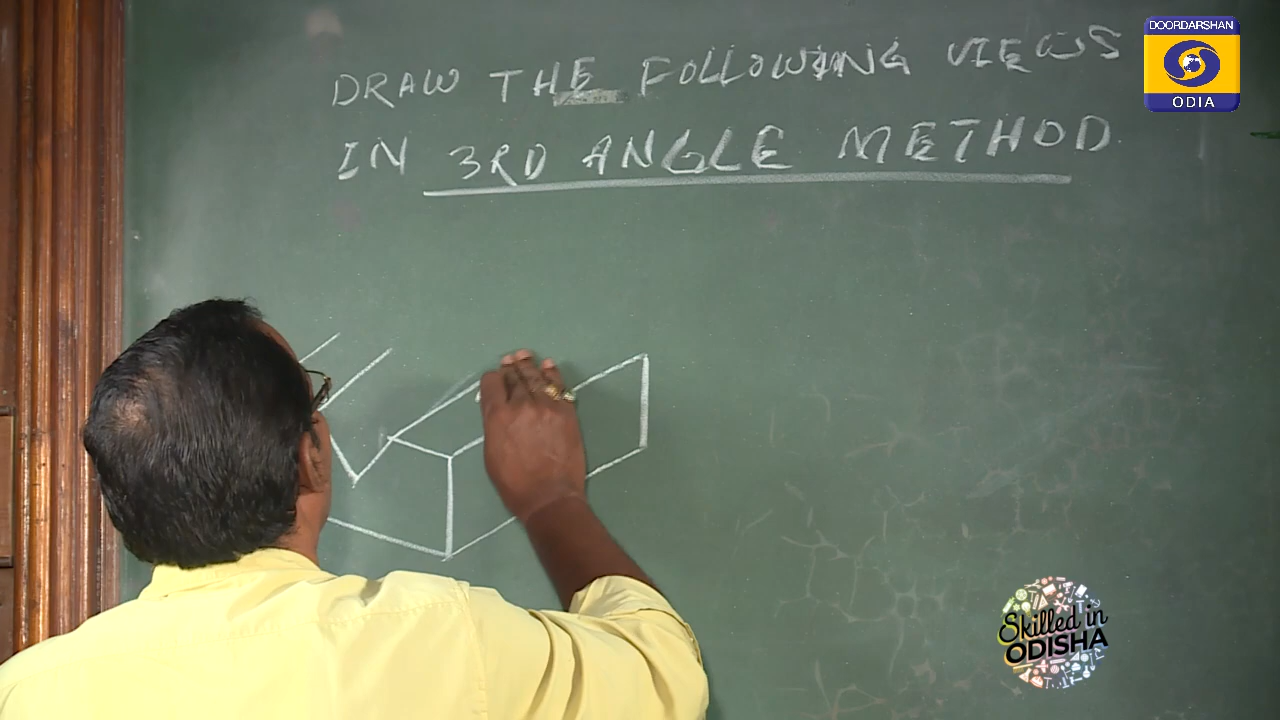 DRAW THE FOLLOWING VIEWS
IN 3RD ANGLE METHOD
DOORDARSHAN
ODIA
Skilled in
ODISHA